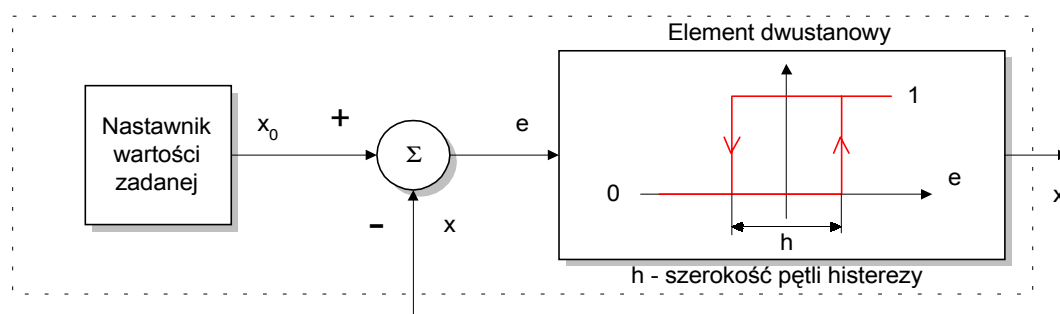 Element dwustanowy
Nastawnik
wartości
zadanej
x0
+
Σ
-
x
e
1
0
e
h
x
h - szerokość pętli histerezy